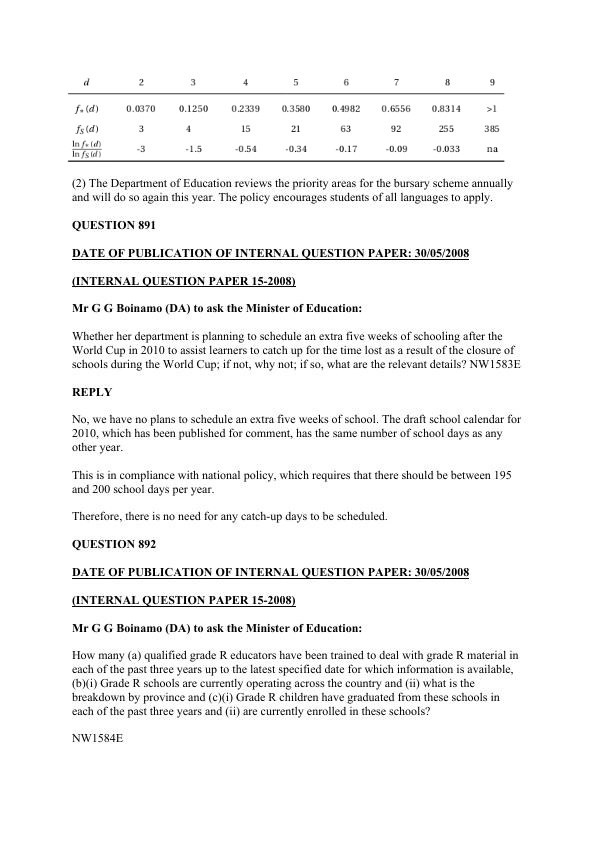 d 2 3 4 5 6 7 8 9
f*(d) 0.0370 0.1250 0.2339 0.3580 0.4982 0.6556 0.8314 >1
fS(d) 3 4 15 21 63 92 255 385
ln f*(d) / ln fS(d) -3 -1.5 -0.54 -0.34 -0.17 -0.09 -0.033 na
(2) The Department of Education reviews the priority areas for the bursary scheme annually
and will do so again this year. The policy encourages students of all languages to apply.
QUESTION 891
DATE OF PUBLICATION OF INTERNAL QUESTION PAPER: 30/05/2008
(INTERNAL QUESTION PAPER 15-2008)
Mr G G Boinamo (DA) to ask the Minister of Education:
Whether her department is planning to schedule an extra five weeks of schooling after the
World Cup in 2010 to assist learners to catch up for the time lost as a result of the closure of
schools during the World Cup; if not, why not; if so, what are the relevant details? NW1583E
REPLY
No, we have no plans to schedule an extra five weeks of school. The draft school calendar for
2010, which has been published for comment, has the same number of school days as any
other year.
This is in compliance with national policy, which requires that there should be between 195
and 200 school days per year.
Therefore, there is no need for any catch-up days to be scheduled.
QUESTION 892
DATE OF PUBLICATION OF INTERNAL QUESTION PAPER: 30/05/2008
(INTERNAL QUESTION PAPER 15-2008)
Mr G G Boinamo (DA) to ask the Minister of Education:
How many (a) qualified grade R educators have been trained to deal with grade R material in
each of the past three years up to the latest specified date for which information is available,
(b)(i) Grade R schools are currently operating across the country and (ii) what is the
breakdown by province and (c)(i) Grade R children have graduated from these schools in
each of the past three years and (ii) are currently enrolled in these schools?
NW1584E